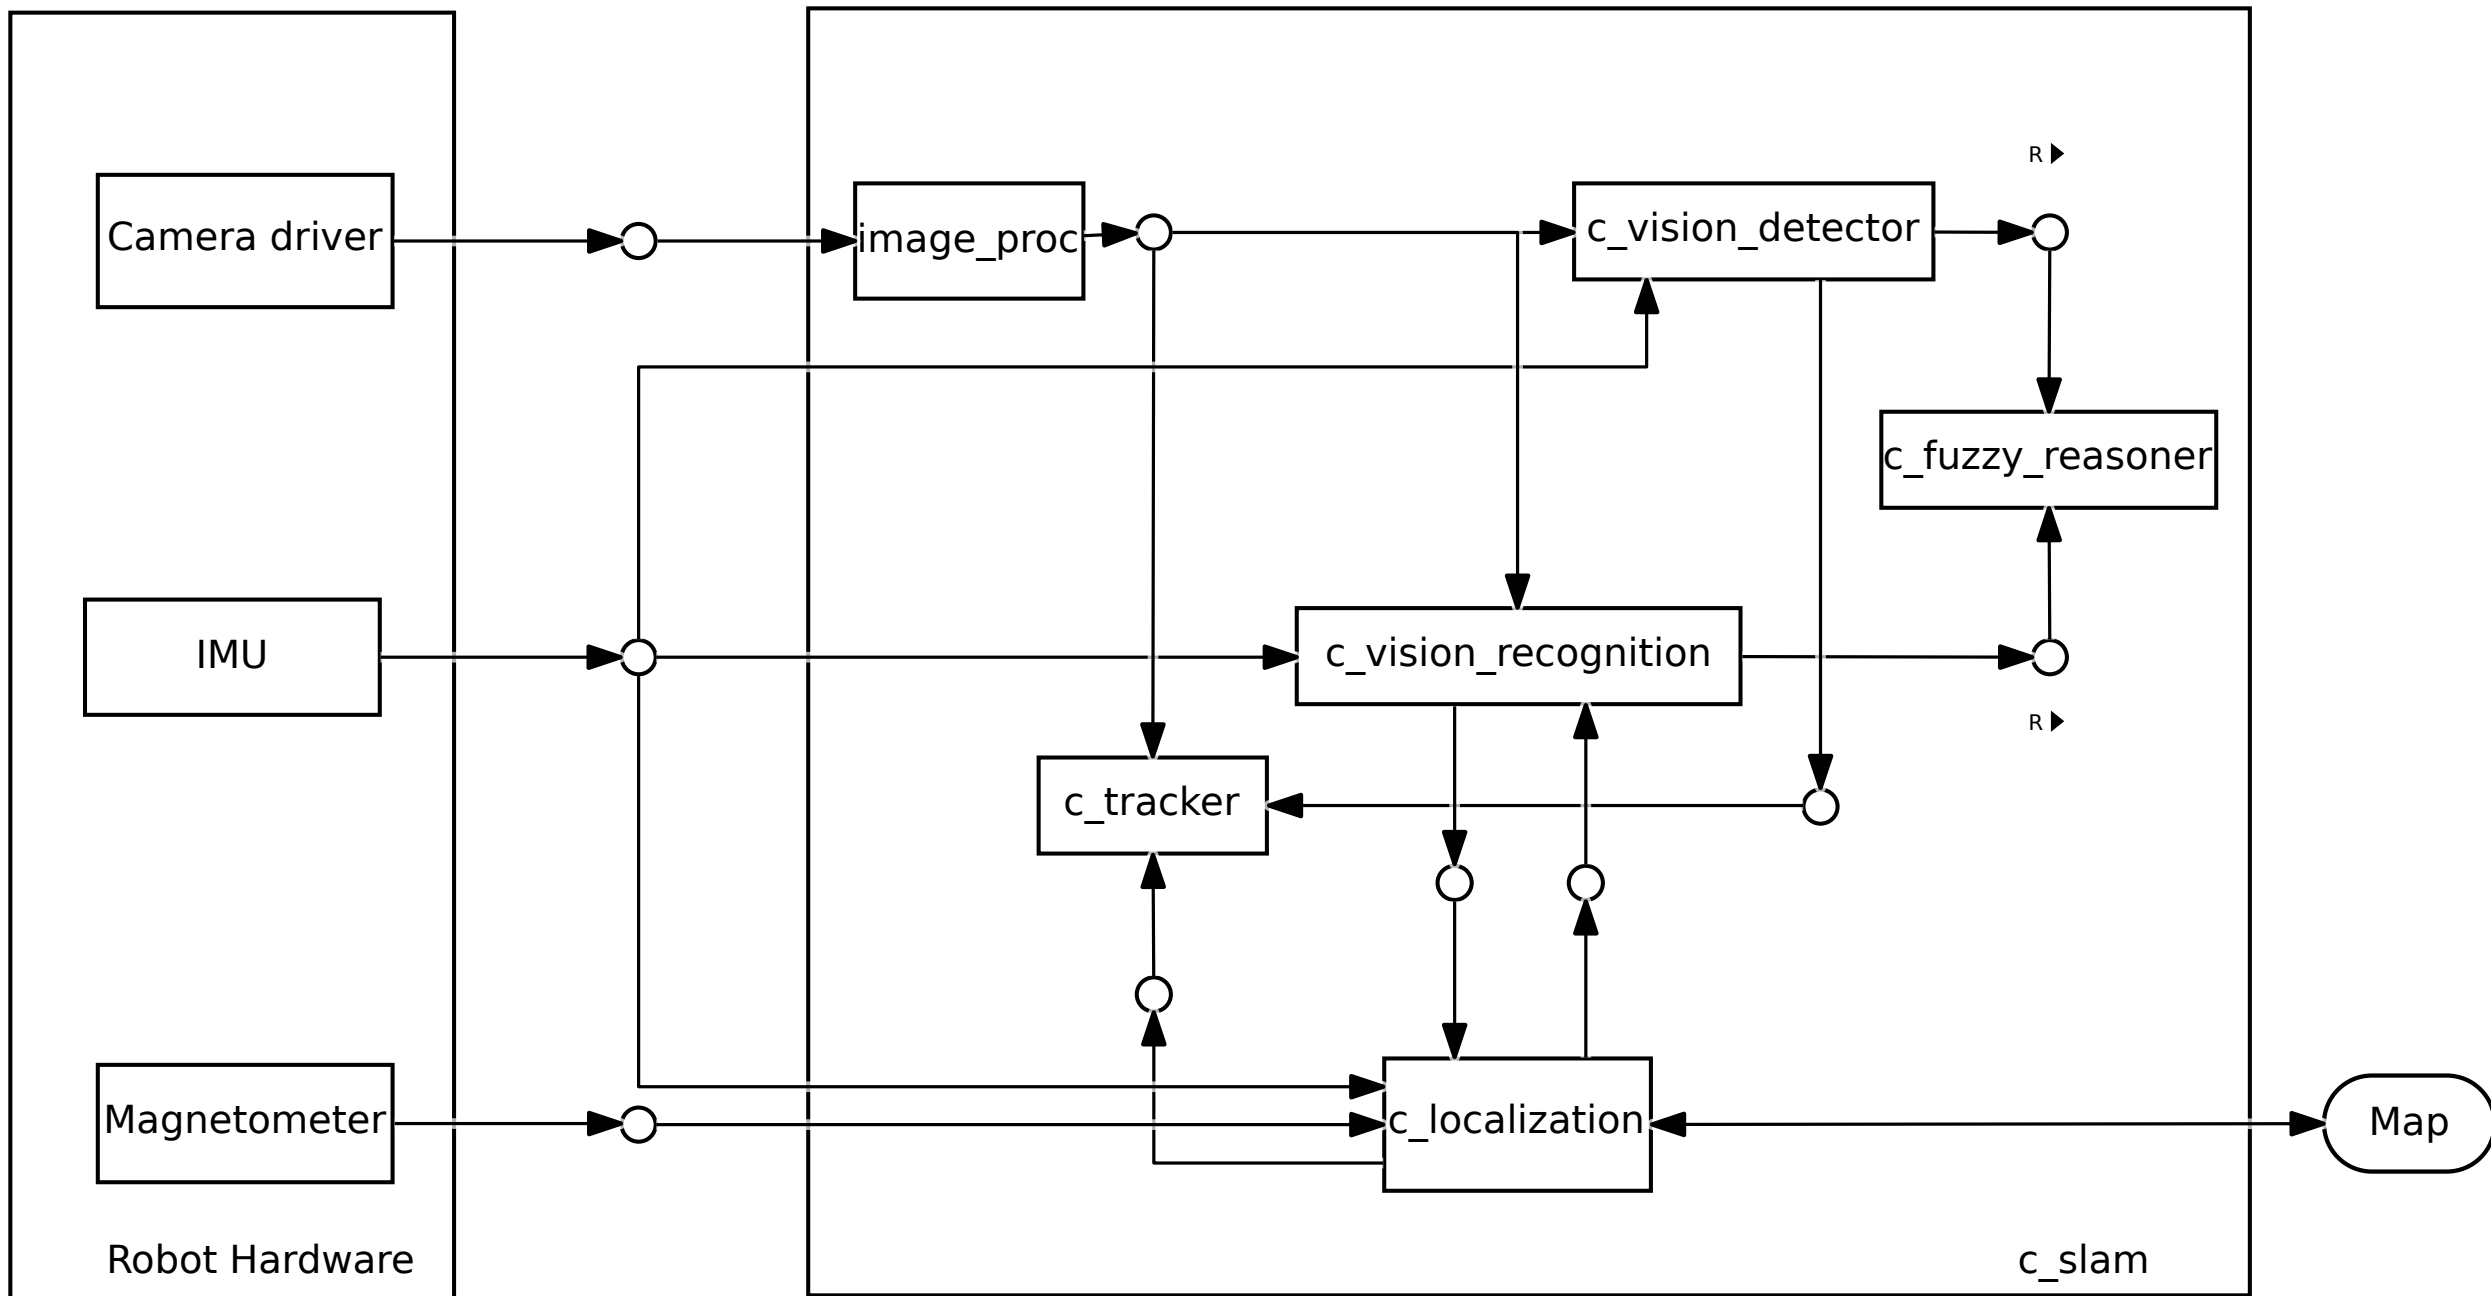 R
Camera driver
image_proc
c_vision_detector
c_fuzzy_reasoner
IMU
c_vision_recognition
R
c_tracker
Magnetometer
c_localization
Map
Robot Hardware
c_slam